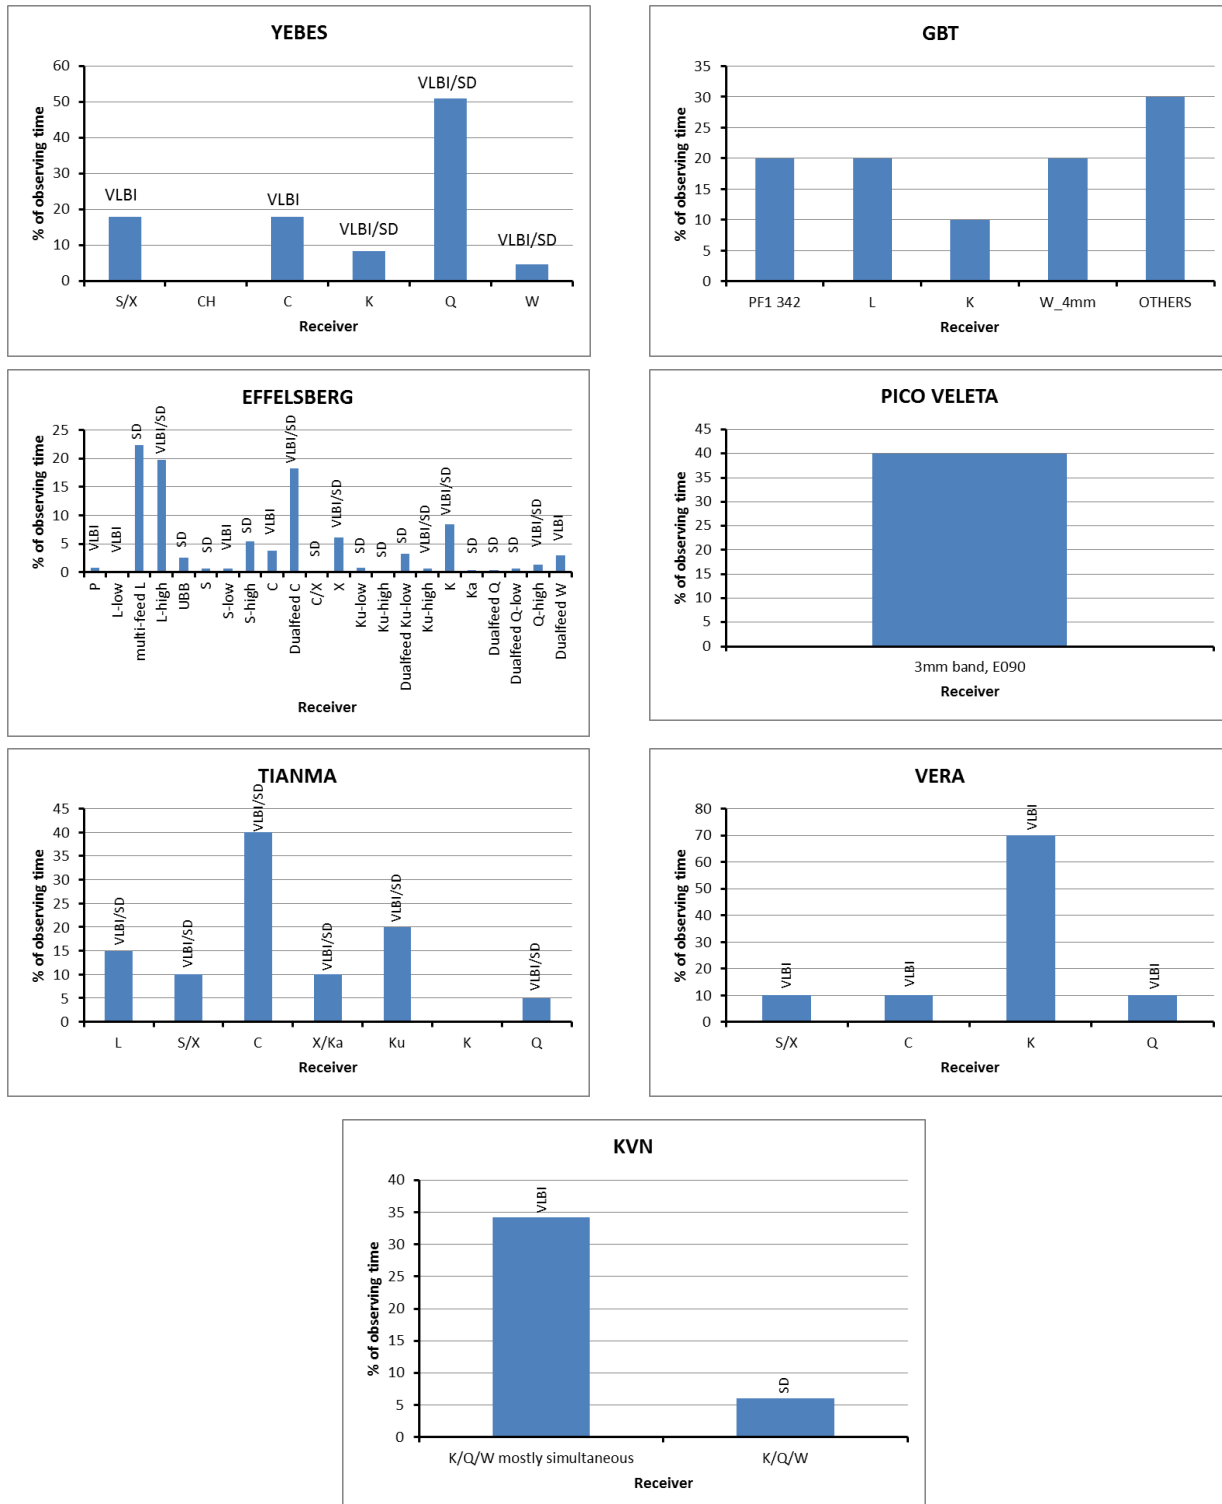 YEBES
% of observing time
60
50
40
30
20
10
0
VLBI
VLBI
VLBI/SD
VLBI/SD
VLBI/SD
S/X CH C K Q W
Receiver
GBT
% of observing time
35
30
25
20
15
10
5
0
PF1 342 L K W_4mm OTHERS
Receiver
EFFELSBERG
% of observing time
25
20
15
10
5
0
VLBI
VLBI
SD
VLBI/SD
SD
SD
VLBI
SD
VLBI
VLBI/SD
SD
VLBI/SD
SD
SD
SD
VLBI/SD
VLBI/SD
SD
SD
SD
VLBI/SD
VLBI
P
L-low
multi-feed L
L-high
UBB
S
S-low
S-high
C
Dualfeed C
C/X
X
Ku-low
Ku-high
Dualfeed Ku-low
Ku-high
K
Ka
Dualfeed Q
Dualfeed Q-low
Q-high
Dualfeed W
Receiver
PICO VELETA
% of observing time
45
40
35
30
25
20
15
10
5
0
3mm band, E090
Receiver
TIANMA
% of observing time
45
40
35
30
25
20
15
10
5
0
VLBI/SD
VLBI/SD
VLBI/SD
VLBI/SD
VLBI/SD
VLBI/SD
L S/X C X/Ka Ku K Q
Receiver
VERA
% of observing time
80
70
60
50
40
30
20
10
0
VLBI
VLBI
VLBI
VLBI
S/X C K Q
Receiver
KVN
% of observing time
40
35
30
25
20
15
10
5
0
VLBI
SD
K/Q/W mostly simultaneous K/Q/W
Receiver